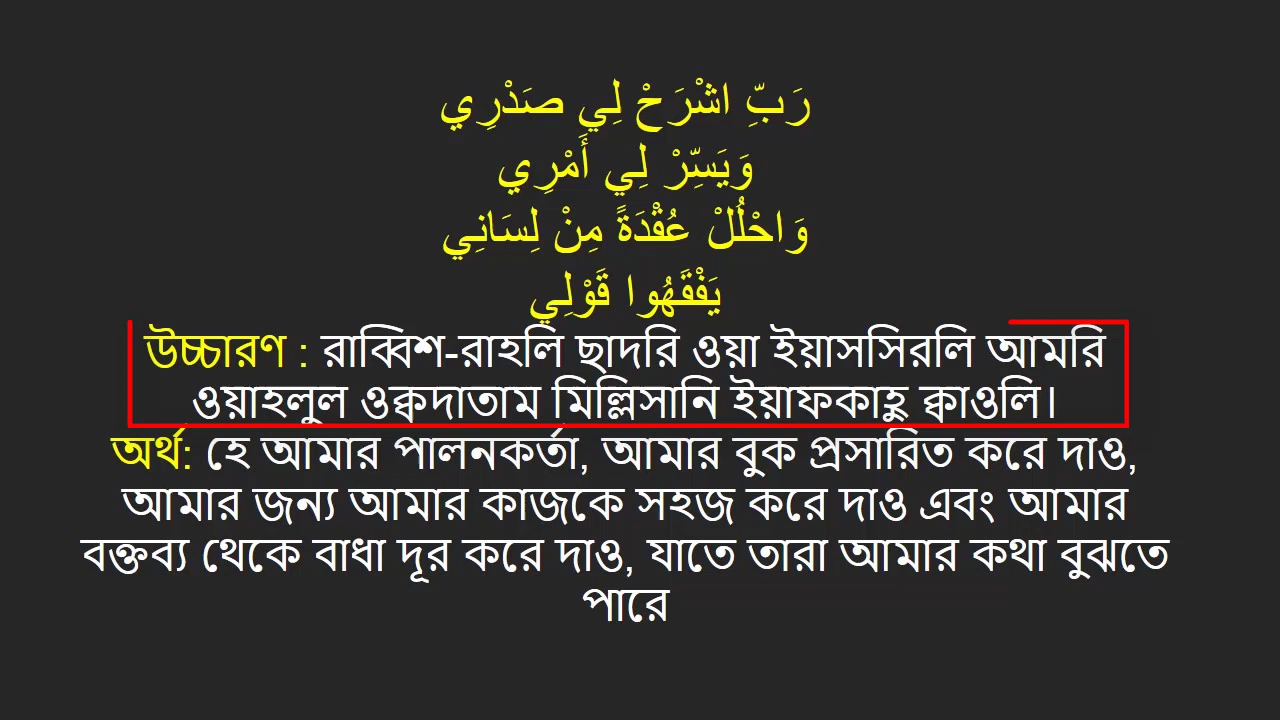 رَبِّ اشْرَحْ لِي صَدْرِي
وَيَسِّرْ لِي أَمْرِي
وَاحْلُلْ عُقْدَةً مِنْ لِسَانِي
يَفْقَهُوا قَوْلِي
উচ্চারণ : রাব্বিশ-রাহলি ছাদরি ওয়া ইয়াসসিরলি আমরি
ওয়াহলুল ওক্বদাতাম মিল্লিসানি ইয়াফকাহু ক্বাওলি।
অর্থ: হে আমার পালনকর্তা, আমার বুক প্রসারিত করে দাও,
আমার জন্য আমার কাজকে সহজ করে দাও এবং আমার
বক্তব্য থেকে বাধা দূর করে দাও, যাতে তারা আমার কথা বুঝতে
পারে